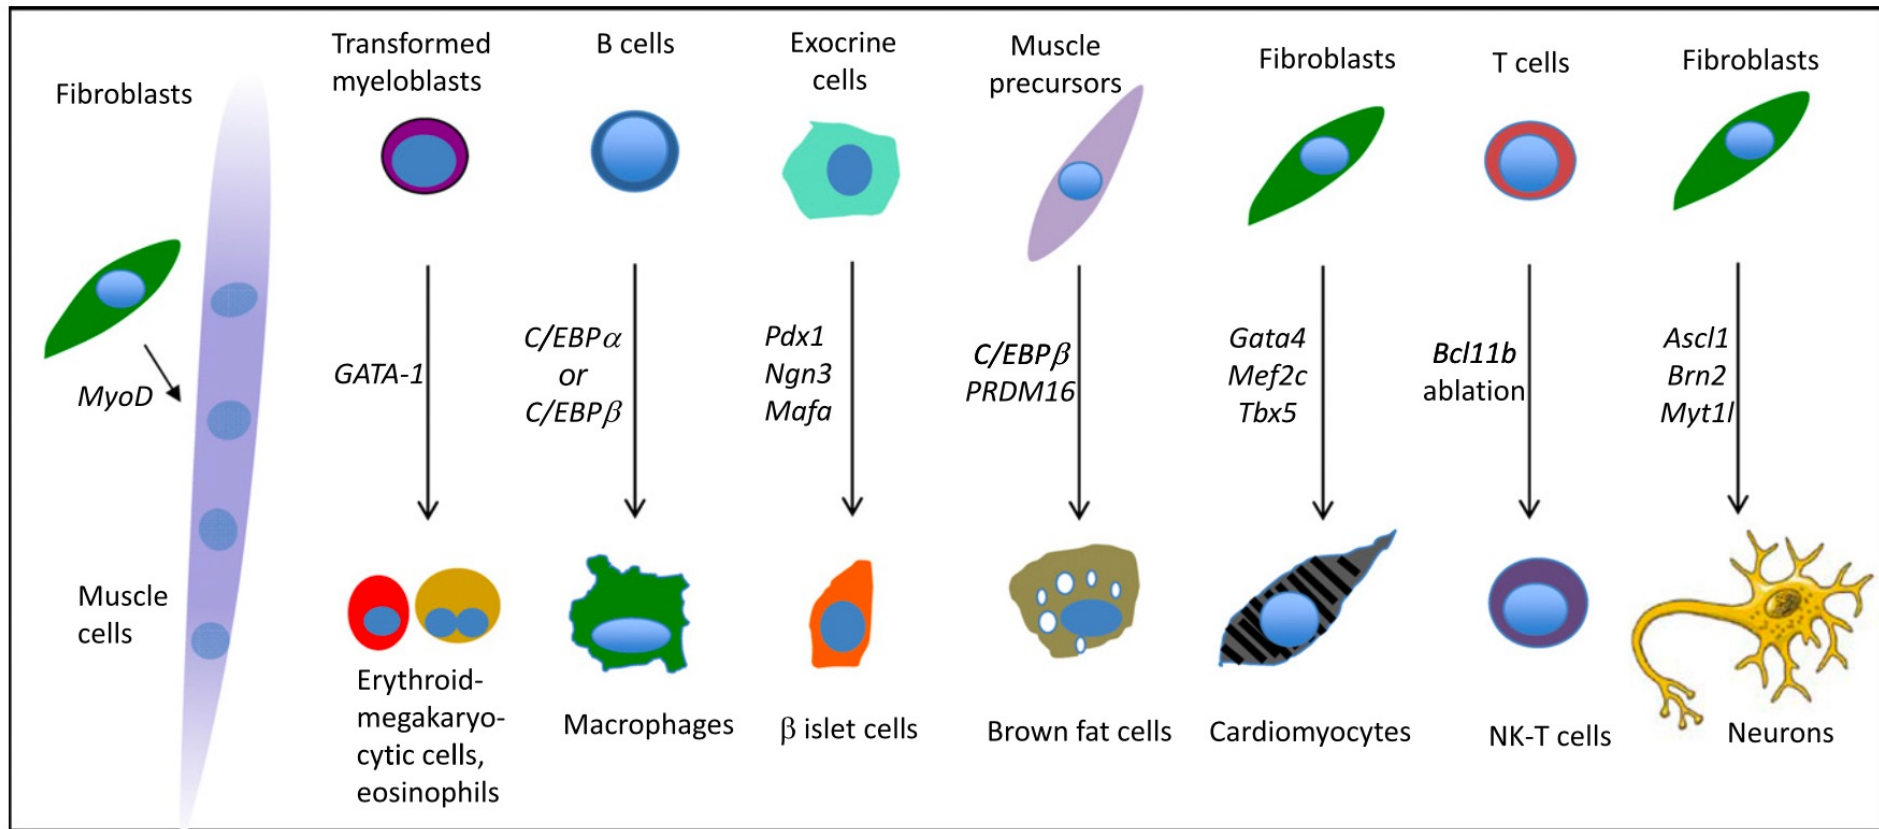 Fibroblasts
MyoD
Muscle
cells
Transformed
myeloblasts
GATA-1
Erythroid-
megakaryo-
cytic cells,
eosinophils
B cells
C/EBPα
or
C/EBPβ
Macrophages
Exocrine
cells
Pdx1
Ngn3
Mafa
β islet cells
Muscle
precursors
C/EBPβ
PRDM16
Brown fat cells
Fibroblasts
Gata4
Mef2c
Tbx5
Cardiomyocytes
T cells
Bcl11b
ablation
NK-T cells
Fibroblasts
Ascl1
Brn2
Myt1l
Neurons